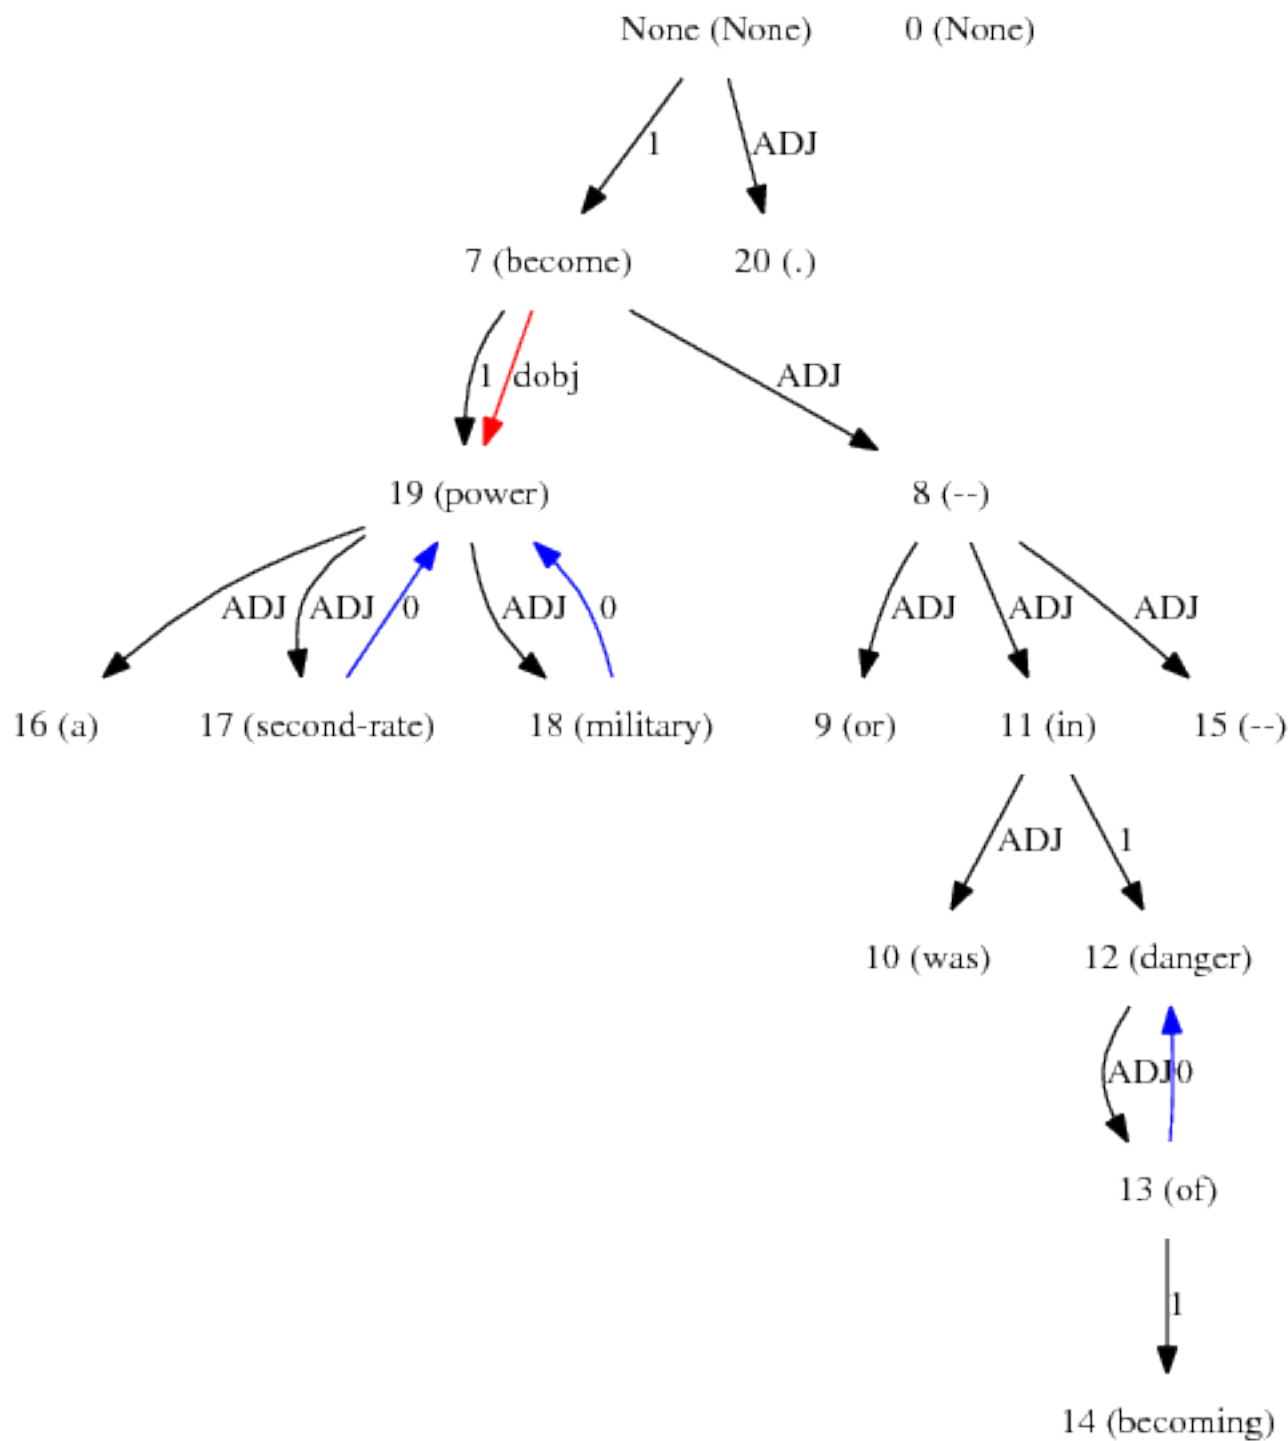 None (None) 0 (None)
1 ADJ
7 (become) 20 (.)
1 dobj ADJ
19 (power) 8 (--)
ADJ ADJ 0 ADJ 0 ADJ ADJ ADJ
16 (a) 17 (second-rate) 18 (military) 9 (or) 11 (in) 15 (--)
ADJ 1
10 (was) 12 (danger)
ADJ 0
13 (of)
1
14 (becoming)